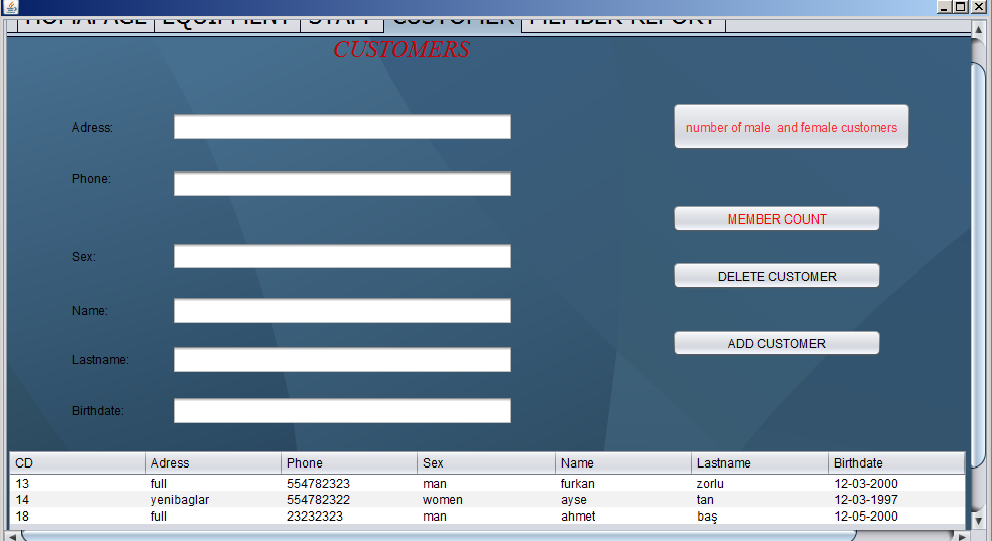 HOMAPAGE EQUIPMENT STAFF CUSTOMER MEMBER REPORT
CUSTOMERS
Adress:
number of male  and female customers
Phone:
MEMBER COUNT
Sex:
DELETE CUSTOMER
Name:
ADD CUSTOMER
Lastname:
Birthdate:
CD Adress Phone Sex Name Lastname Birthdate
13 full 554782323 man furkan zorlu 12-03-2000
14 yenibaglar 554782322 women ayse tan 12-03-1997
18 full 23232323 man ahmet baş 12-05-2000